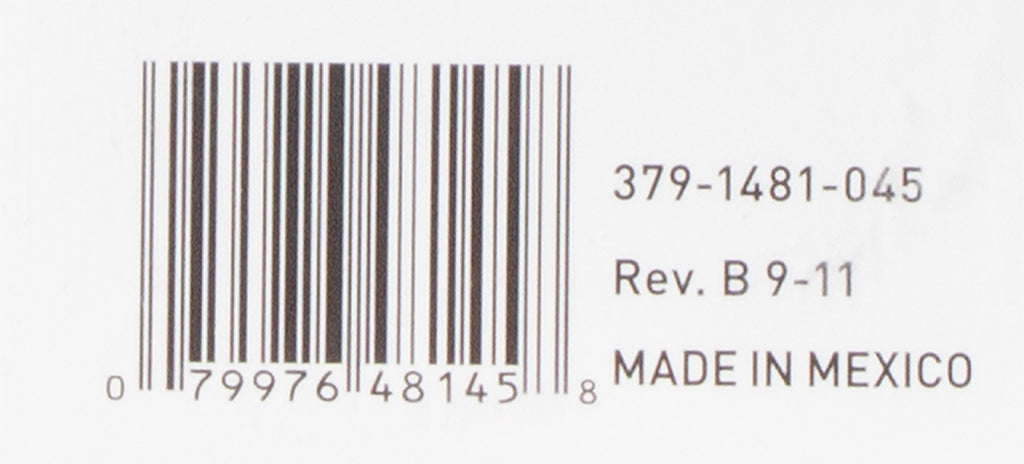 379-1481-045
Rev. B 9-11
MADE IN MEXICO
0 79976 48145 8